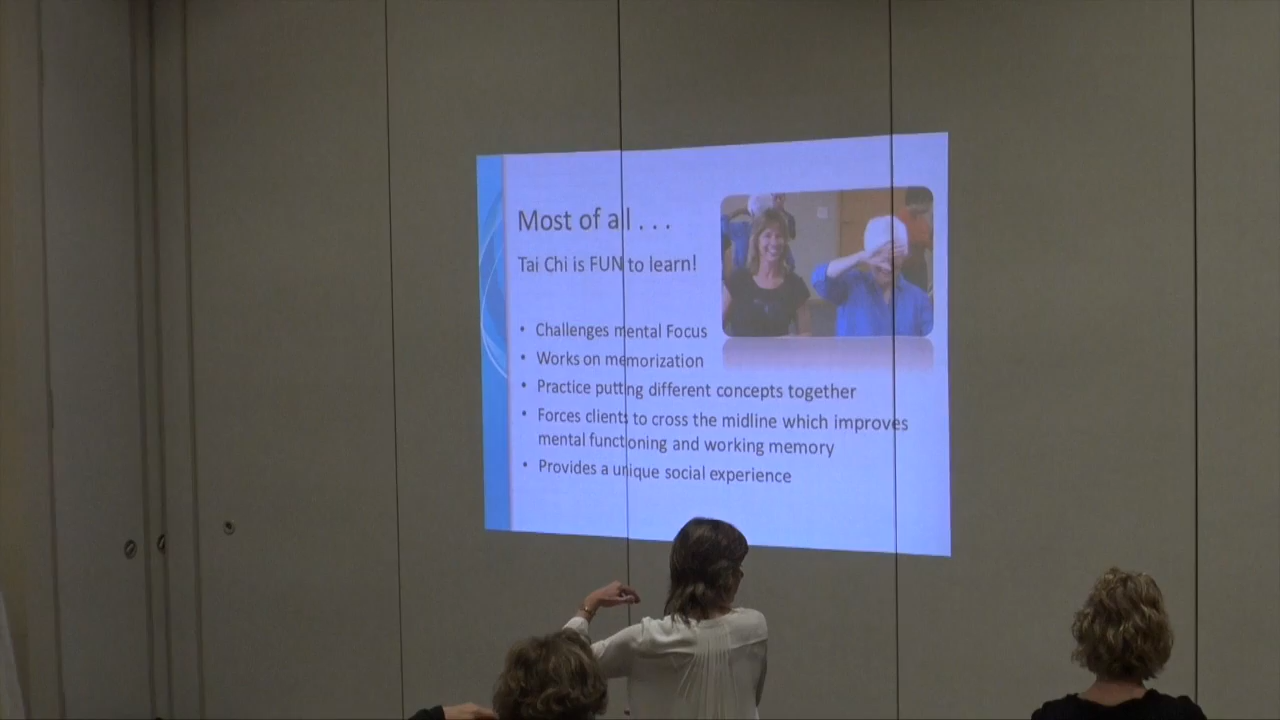 Most of all . . .
Tai Chi is FUN to learn!
• Challenges mental Focus
• Works on memorization
• Practice putting different concepts together
• Forces clients to cross the midline which improves
mental functioning and working memory
• Provides a unique social experience